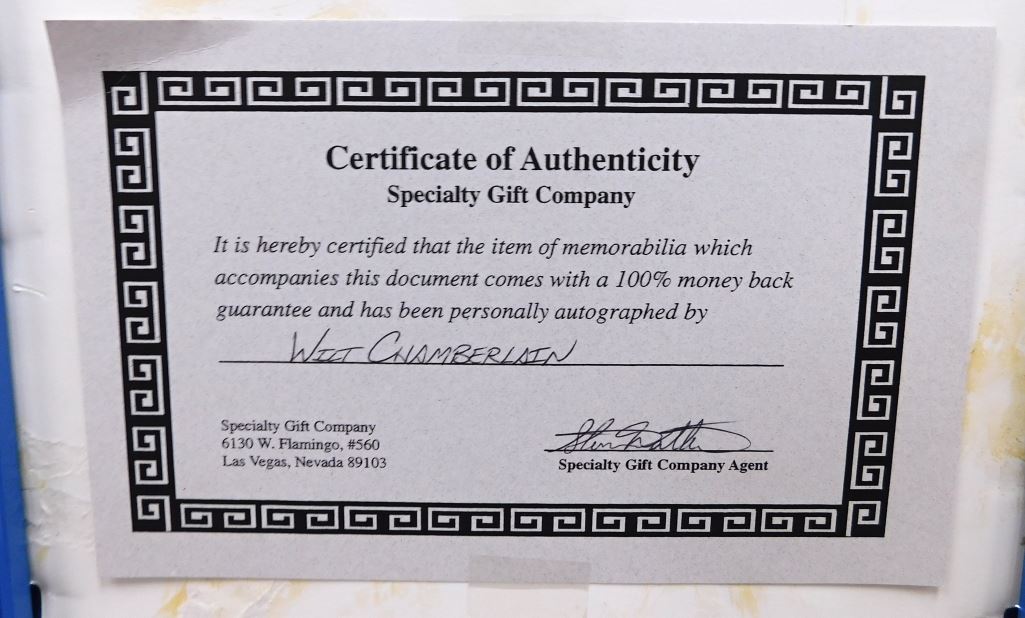 Certificate of Authenticity
Specialty Gift Company
It is hereby certified that the item of memorabilia which
accompanies this document comes with a 100% money back
guarantee and has been personally autographed by
WILT CHAMBERLAIN
Specialty Gift Company
6130 W. Flamingo, #560
Las Vegas, Nevada 89103
Specialty Gift Company Agent